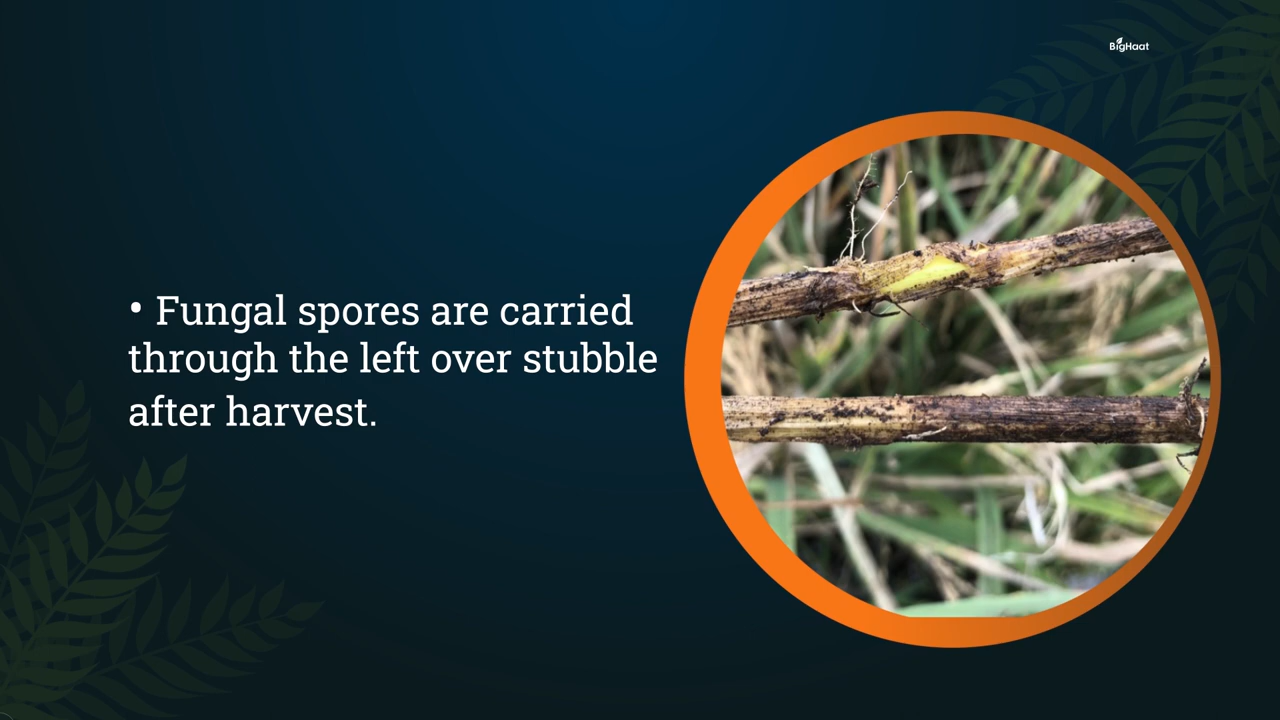 BigHaat
• Fungal spores are carried
through the left over stubble
after harvest.